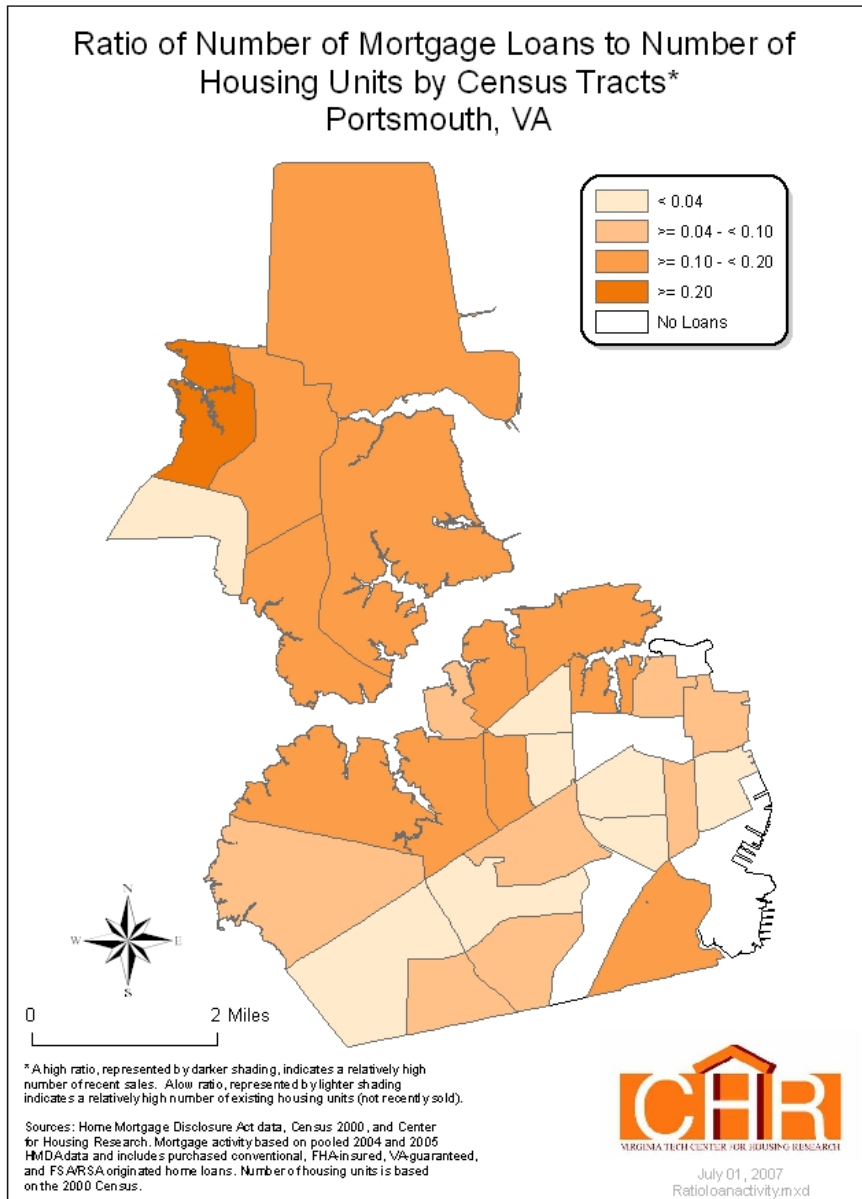 Ratio of Number of Mortgage Loans to Number of
Housing Units by Census Tracts*
Portsmouth, VA
< 0.04
>= 0.04 - < 0.10
>= 0.10 - < 0.20
>= 0.20
No Loans
N
W E
S
0 2 Miles
* A high ratio, represented by darker shading, indicates a relatively high
number of recent sales. A low ratio, represented by lighter shading
indicates a relatively high number of existing housing units (not recently sold).
Sources: Home Mortgage Disclosure Act data, Census 2000, and Center
for Housing Research. Mortgage activity based on pooled 2004 and 2005
HMDA data and includes purchased conventional, FHA-insured, VA-guaranteed,
and FSA/RSA originated home loans. Number of housing units is based
on the 2000 Census.
CHR
VIRGINIA TECH CENTER FOR HOUSING RESEARCH
July 01, 2007
Ratioloanactivity.mxd